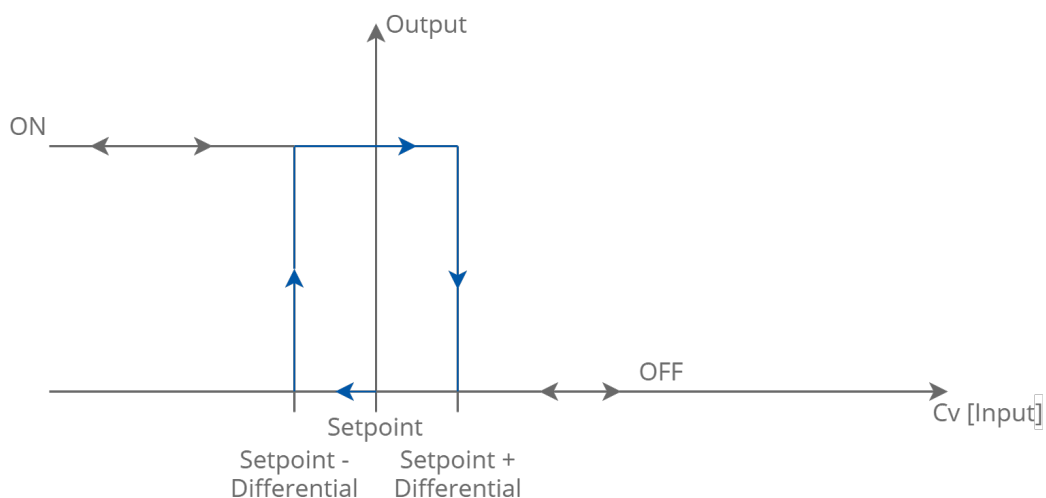 Output
ON
OFF
Cv [Input]
Setpoint
Setpoint -
Differential
Setpoint +
Differential